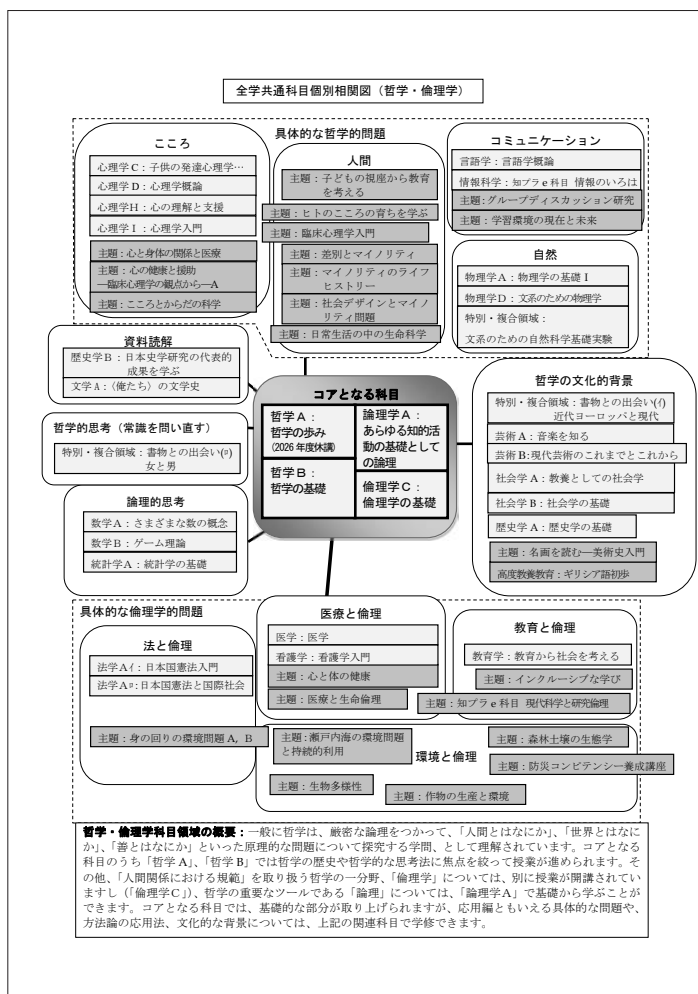 全学共通科目個別相関図（哲学・倫理学）
具体的な哲学的問題
こころ
心理学C：子供の発達心理学…
心理学D：心理学概論
心理学H：心の理解と支援
心理学I：心理学入門
主題：心と身体の関係と医療
主題：心の健康と援助
―臨床心理学の観点から―A
主題：こころとからだの科学
人間
主題：子どもの視座から教育
を考える
主題：ヒトのこころの育ちを学ぶ
主題：臨床心理学入門
主題：差別とマイノリティ
主題：マイノリティのライフ
ヒストリー
主題：社会デザインとマイノ
リティ問題
主題：日常生活の中の生命科学
コミュニケーション
言語学：言語学概論
情報科学：知プラe科目 情報のいろは
主題：グループディスカッション研究
主題：学習環境の現在と未来
自然
物理学A：物理学の基礎Ⅰ
物理学D：文系のための物理学
特別・複合領域：
文系のための自然科学基礎実験
資料読解
歴史学B：日本史学研究の代表的
成果を学ぶ
文学A：〈俺たち〉の文学史
哲学的思考（常識を問い直す）
特別・複合領域：書物との出会い(ﾛ)
女と男
論理的思考
数学A：さまざまな数の概念
数学B：ゲーム理論
統計学A：統計学の基礎
コアとなる科目
哲学A：
哲学の歩み
（2026年度休講）
論理学A：
あらゆる知的活
動の基礎として
の論理
哲学B：
哲学の基礎
倫理学C：
倫理学の基礎
哲学の文化的背景
特別・複合領域：書物との出会い(ｲ)
近代ヨーロッパと現代
芸術A：音楽を知る
芸術B：現代芸術のこれまでとこれから
社会学A：教養としての社会学
社会学B：社会学の基礎
歴史学A：歴史学の基礎
主題：名画を読む―美術史入門
高度教養教育：ギリシア語初歩
具体的な倫理学的問題
法と倫理
法学Aｲ：日本国憲法入門
法学Aﾛ：日本国憲法と国際社会
主題：身の回りの環境問題A，B
医療と倫理
医学：医学
看護学：看護学入門
主題：心と体の健康
主題：医療と生命倫理
教育と倫理
教育学：教育から社会を考える
主題：インクルーシブな学び
主題：知プラe科目 現代科学と研究倫理
環境と倫理
主題：瀬戸内海の環境問題
と持続的利用
主題：森林土壌の生態学
主題：防災コンピテンシー養成講座
主題：生物多様性
主題：作物の生産と環境
哲学・倫理学科目領域の概要：一般に哲学は、厳密な論理をつかって、「人間とはなにか」、「世界とはなに
か」、「善とはなにか」といった原理的な問題について探究する学問、として理解されています。コアとなる
科目のうち「哲学A」、「哲学B」では哲学の歴史や哲学的な思考法に焦点を絞って授業が進められます。そ
の他、「人間関係における規範」を取り扱う哲学の一分野、「倫理学」については、別に授業が開講されてい
ますし（「倫理学C」）、哲学の重要なツールである「論理」については、「論理学A」で基礎から学ぶことが
できます。コアとなる科目では、基礎的な部分が取り上げられますが、応用編ともいえる具体的な問題や、
方法論の応用法、文化的な背景については、上記の関連科目で学修できます。